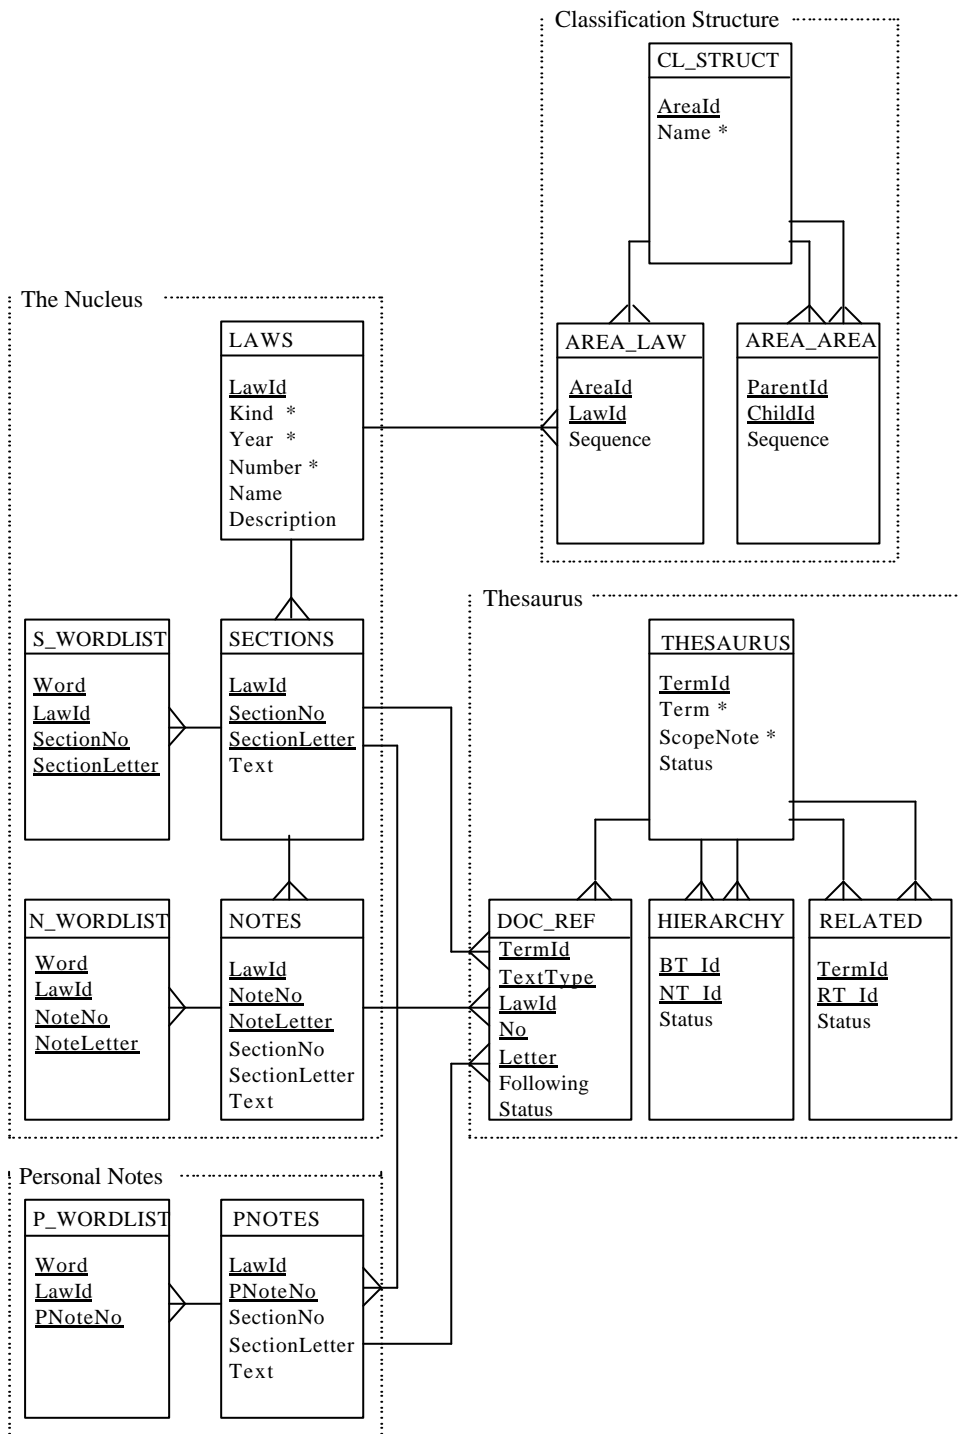 Classification Structure
CL_STRUCT
AreaId
Name *
AREA_LAW
AreaId
LawId
Sequence
AREA_AREA
ParentId
ChildId
Sequence
The Nucleus
LAWS
LawId
Kind *
Year *
Number *
Name
Description
S_WORDLIST
Word
LawId
SectionNo
SectionLetter
SECTIONS
LawId
SectionNo
SectionLetter
Text
N_WORDLIST
Word
LawId
NoteNo
NoteLetter
NOTES
LawId
NoteNo
NoteLetter
SectionNo
SectionLetter
Text
Thesaurus
THESAURUS
TermId
Term *
ScopeNote *
Status
DOC_REF
TermId
TextType
LawId
No
Letter
Following
Status
HIERARCHY
BT_Id
NT_Id
Status
RELATED
TermId
RT_Id
Status
Personal Notes
P_WORDLIST
Word
LawId
PNoteNo
PNOTES
LawId
PNoteNo
SectionNo
SectionLetter
Text